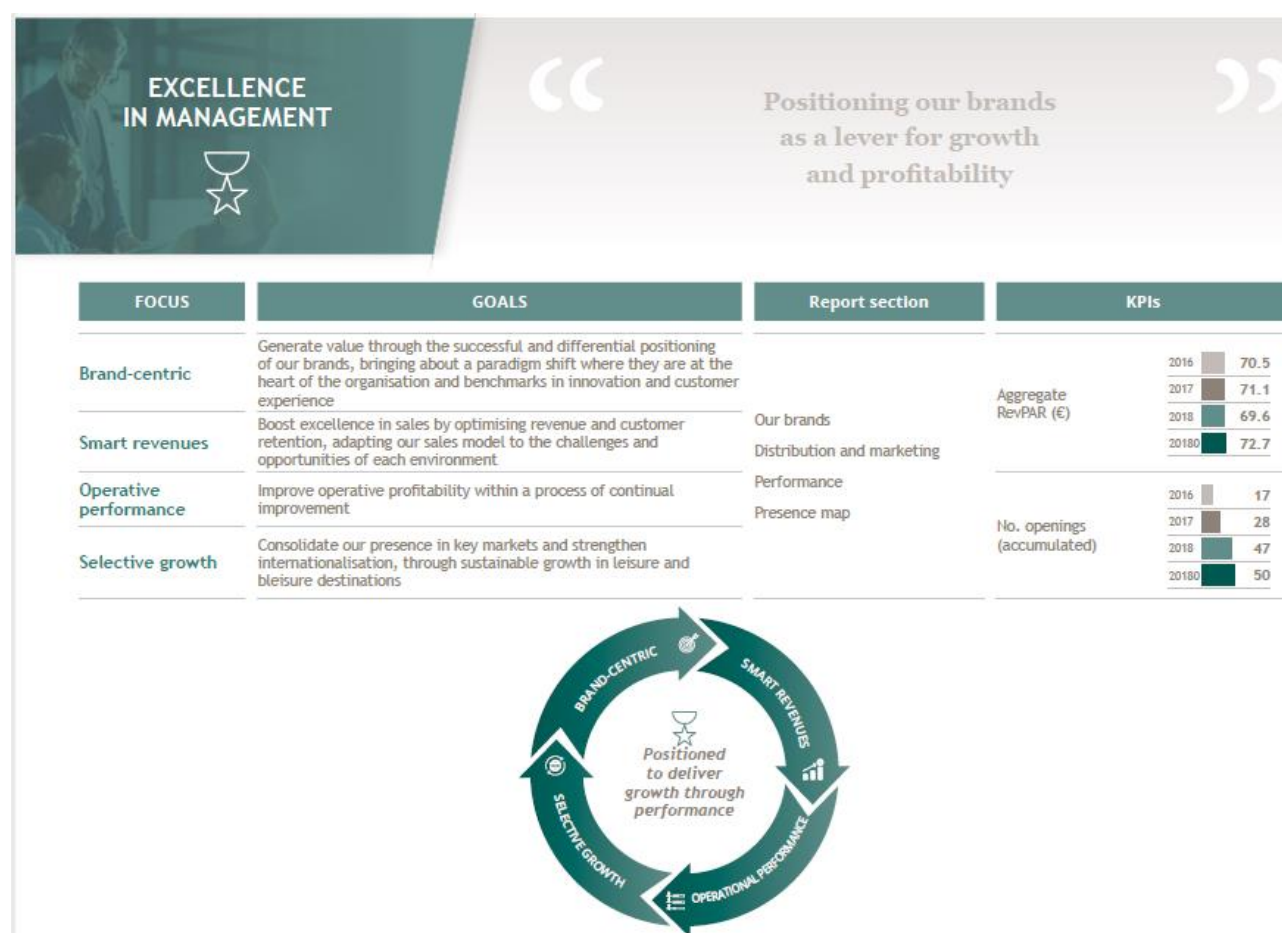 EXCELLENCE
IN MANAGEMENT
“
Positioning our brands
as a lever for growth
and profitability
”
FOCUS
GOALS
Report section
KPIs
Brand-centric
Generate value through the successful and differential positioning
of our brands, bringing about a paradigm shift where they are at the
heart of the organisation and benchmarks in innovation and customer
experience
Smart revenues
Boost excellence in sales by optimising revenue and customer
retention, adapting our sales model to the challenges and
opportunities of each environment
Operative
performance
Improve operative profitability within a process of continual
improvement
Selective growth
Consolidate our presence in key markets and strengthen
internationalisation, through sustainable growth in leisure and
bleisure destinations
Our brands
Distribution and marketing
Performance
Presence map
Aggregate
RevPAR (€)
2016 70.5
2017 71.1
2018 69.6
20180 72.7
No. openings
(accumulated)
2016 17
2017 28
2018 47
20180 50
BRAND-CENTRIC
SMART REVENUES
OPERATIONAL PERFORMANCE
SELECTIVE GROWTH
Positioned
to deliver
growth through
performance